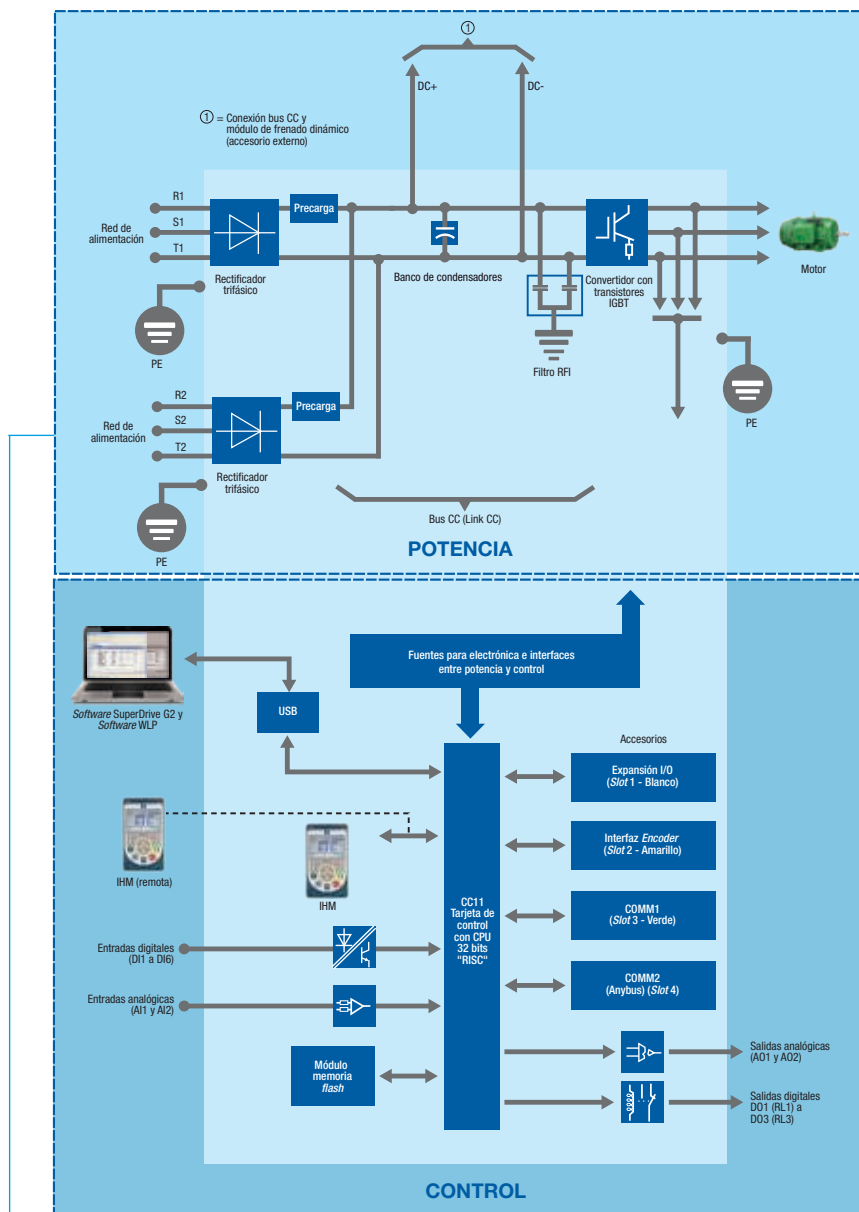 ①
DC+
DC-
① = Conexión bus CC y
módulo de frenado dinámico
(accesorio externo)
R1
Precarga
Red de
alimentación
S1
T1
Rectificador
trifásico
Banco de condensadores
Convertidor con
transistores
IGBT
Motor
PE
Filtro RFI
R2
Precarga
Red de
alimentación
S2
T2
PE
Rectificador
trifásico
PE
Bus CC (Link CC)
POTENCIA
Fuentes para electrónica e interfaces
entre potencia y control
USB
Software SuperDrive G2 y
Software WLP
Accesorios
Expansión I/O
(Slot 1 - Blanco)
Interfaz Encoder
(Slot 2 - Amarillo)
IHM (remota)
IHM
CC11
Tarjeta de
control
con CPU
32 bits
"RISC"
COMM1
(Slot 3 - Verde)
Entradas digitales
(DI1 a DI6)
COMM2
(Anybus) (Slot 4)
Entradas analógicas
(AI1 y AI2)
Módulo
memoria
flash
Salidas analógicas
(AO1 y AO2)
Salidas digitales
DO1 (RL1) a
DO3 (RL3)
CONTROL